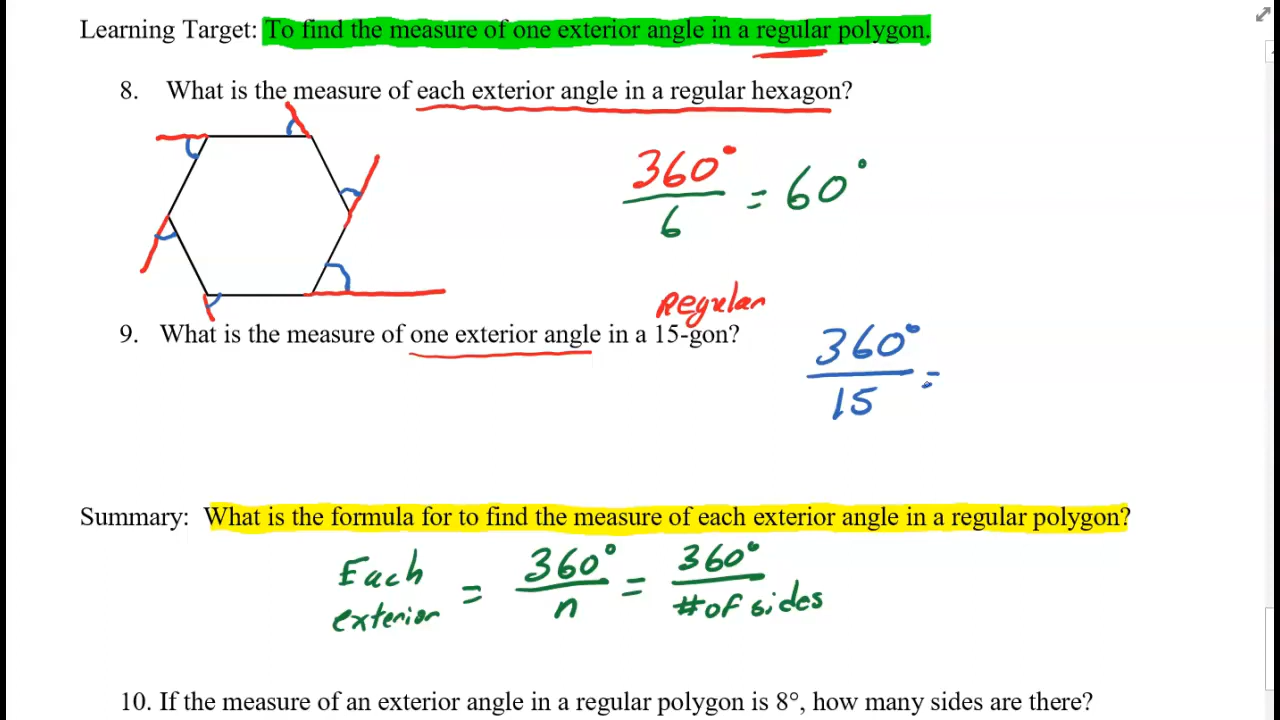 Learning Target: To find the measure of one exterior angle in a regular polygon.
8. What is the measure of each exterior angle in a regular hexagon?
360° / 6 = 60°
Regular
9. What is the measure of one exterior angle in a 15-gon?
360° / 15 =
Summary: What is the formula for to find the measure of each exterior angle in a regular polygon?
Each exterior = 360° / n = 360° / # of sides
10. If the measure of an exterior angle in a regular polygon is 8°, how many sides are there?